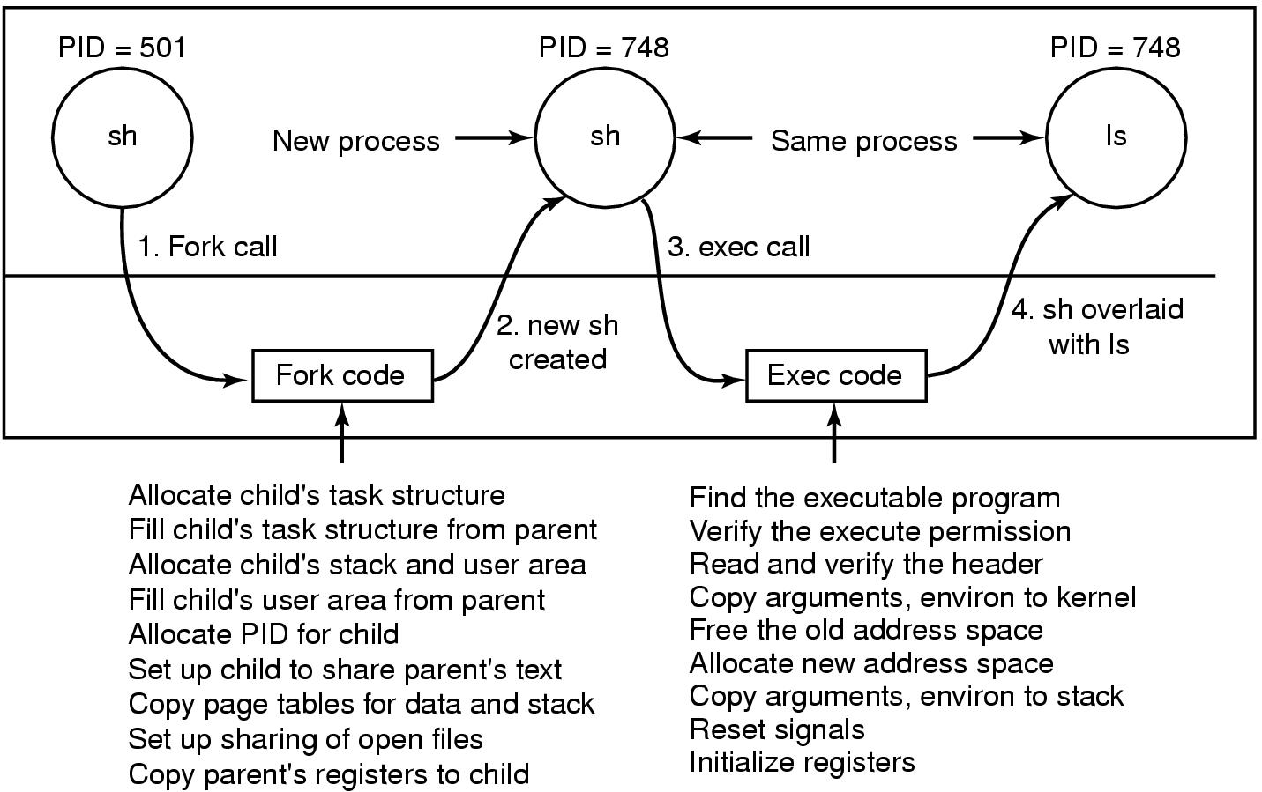 PID = 501
PID = 748
PID = 748
sh
New process
sh
Same process
ls
1. Fork call
3. exec call
2. new sh
created
4. sh overlaid
with ls
Fork code
Exec code
Allocate child's task structure
Fill child's task structure from parent
Allocate child's stack and user area
Fill child's user area from parent
Allocate PID for child
Set up child to share parent's text
Copy page tables for data and stack
Set up sharing of open files
Copy parent's registers to child
Find the executable program
Verify the execute permission
Read and verify the header
Copy arguments, environ to kernel
Free the old address space
Allocate new address space
Copy arguments, environ to stack
Reset signals
Initialize registers